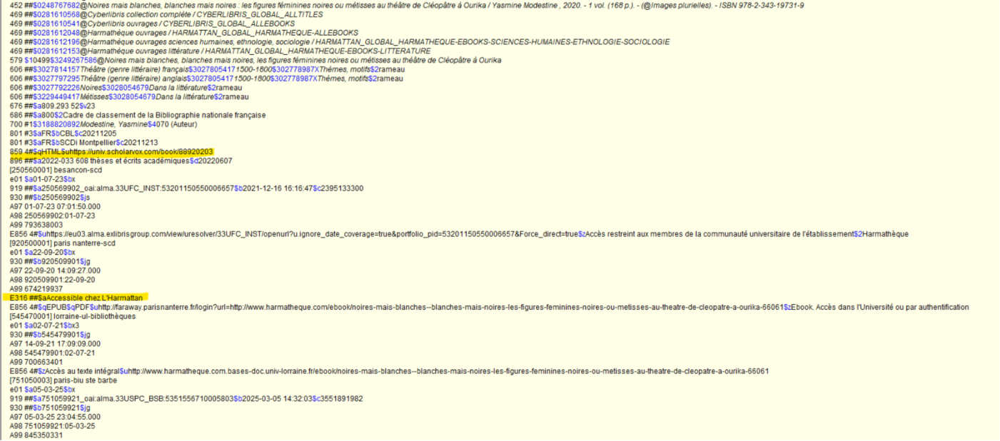 452 ##$0248767682@Noires mais blanches, blanches mais noires : les figures féminines noires ou métisses au théâtre de Cléopâtre à Ourika / Yasmine Modestine , 2020. - 1 vol. (168 p.). - (@Images plurielles). - ISBN 978-2-343-19731-9
469 ##$0281610568@Cyberlibris collection complète / CYBERLIBRIS_GLOBAL_ALLTITLES
469 ##$0281610541@Cyberlibris ouvrages / CYBERLIBRIS_GLOBAL_ALLEBOOKS
469 ##$0281612048@Harmathèque ouvrages / HARMATTAN_GLOBAL_HARMATHEQUE-ALLEBOOKS
469 ##$0281612196@Harmathèque ouvrages sciences humaines, ethnologie, sociologie / HARMATTAN_GLOBAL_HARMATHEQUE-EBOOKS-SCIENCES-HUMAINES-ETHNOLOGIE-SOCIOLOGIE
469 ##$0281612153@Harmathèque ouvrages littérature / HARMATTAN_GLOBAL_HARMATHEQUE-EBOOKS-LITTERATURE
579 $10499$3249267586@Noires mais blanches, blanches mais noires, les figures féminines noires ou métisses au théâtre de Cléopâtre à Ourika
606 ##$3027814157Théâtre (genre littéraire) français$3027805417 1500-1800$302778987XThèmes, motifs$2rameau
606 ##$3027797295Théâtre (genre littéraire) anglais$3027805417 1500-1800$302778987XThèmes, motifs$2rameau
606 ##$3027792226Noires$3028054679Dans la littérature$2rameau
606 ##$3229449417Métisses$3028054679Dans la littérature$2rameau
676 ##$a809.293 52$v23
686 ##$a800$2Cadre de classement de la Bibliographie nationale française
700 #1$3188820892Modestine, Yasmine$4070 (Auteur)
801 #3$aFR$bCBL$c20211205
801 #3$aFR$bSCDi Montpellier$c20211213
859 4#$qHTML$uhttps://univ.scholarvox.com/book/88920203
896 ##$a2022-033 608 thèses et écrits académiques$d20220607
[250560001] besancon-scd
e01 $a01-07-23$bx
919 ##$a250569902_oai:alma.33UFC_INST:53201150550006657$b2021-12-16 16:16:47$c2395133300
930 ##$b250569902$js
A97 01-07-23 07:01:50.000
A98 250569902:01-07-23
A99 793638003
E856 4#$uhttps://eu03.alma.exlibrisgroup.com/view/uresolver/33UFC_INST/openurl?u.ignore_date_coverage=true&portfolio_pid=53201150550006657&Force_direct=true$zAccès restreint aux membres de la communauté universitaire de l'établissement$2Harmathèque
[920500001] paris nanterre-scd
e01 $a22-09-20$bx
930 ##$b920509901$jg
A97 22-09-20 14:09:27.000
A98 920509901:22-09-20
A99 674219937
E316 ##$aAccessible chez L'Harmattan
E856 4#$qEPUB$qPDF$uhttp://faraway.parisnanterre.fr/login?url=http://www.harmatheque.com/ebook/noires-mais-blanches--blanches-mais-noires-les-figures-feminines-noires-ou-metisses-au-theatre-de-cleopatre-a-ourika-66061$zEbook. Accès dans l'Université ou par authentification
[545470001] lorraine-ul-bibliothèques
e01 $a02-07-21$bx3
930 ##$b545479901$jg
A97 14-09-21 17:09:09.000
A98 545479901:02-07-21
A99 700663401
E856 4#$zAccès au texte intégral$uhttp://www.harmatheque.com.bases-doc.univ-lorraine.fr/ebook/noires-mais-blanches--blanches-mais-noires-les-figures-feminines-noires-ou-metisses-au-theatre-de-cleopatre-a-ourika-66061
[751050003] paris-biu ste barbe
e01 $a05-03-25$bx
919 ##$a751059921_oai:alma.33USPC_BSB:5351556710005803$b2025-03-05 14:32:03$c3551891982
930 ##$b751059921$jg
A97 05-03-25 23:04:55.000
A98 751059921:05-03-25
A99 845350331